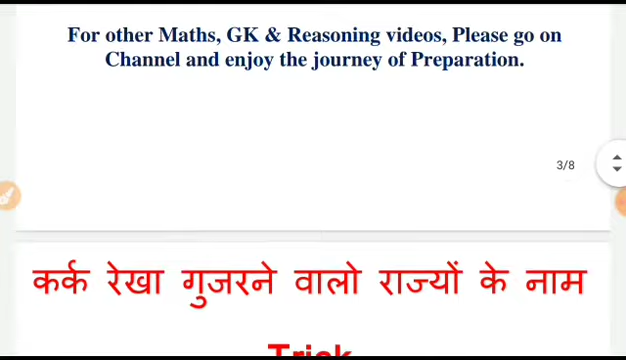 For other Maths, GK & Reasoning videos, Please go on
Channel and enjoy the journey of Preparation.
3/8
कर्क रेखा गुजरने वालो राज्यों के नाम
Trick